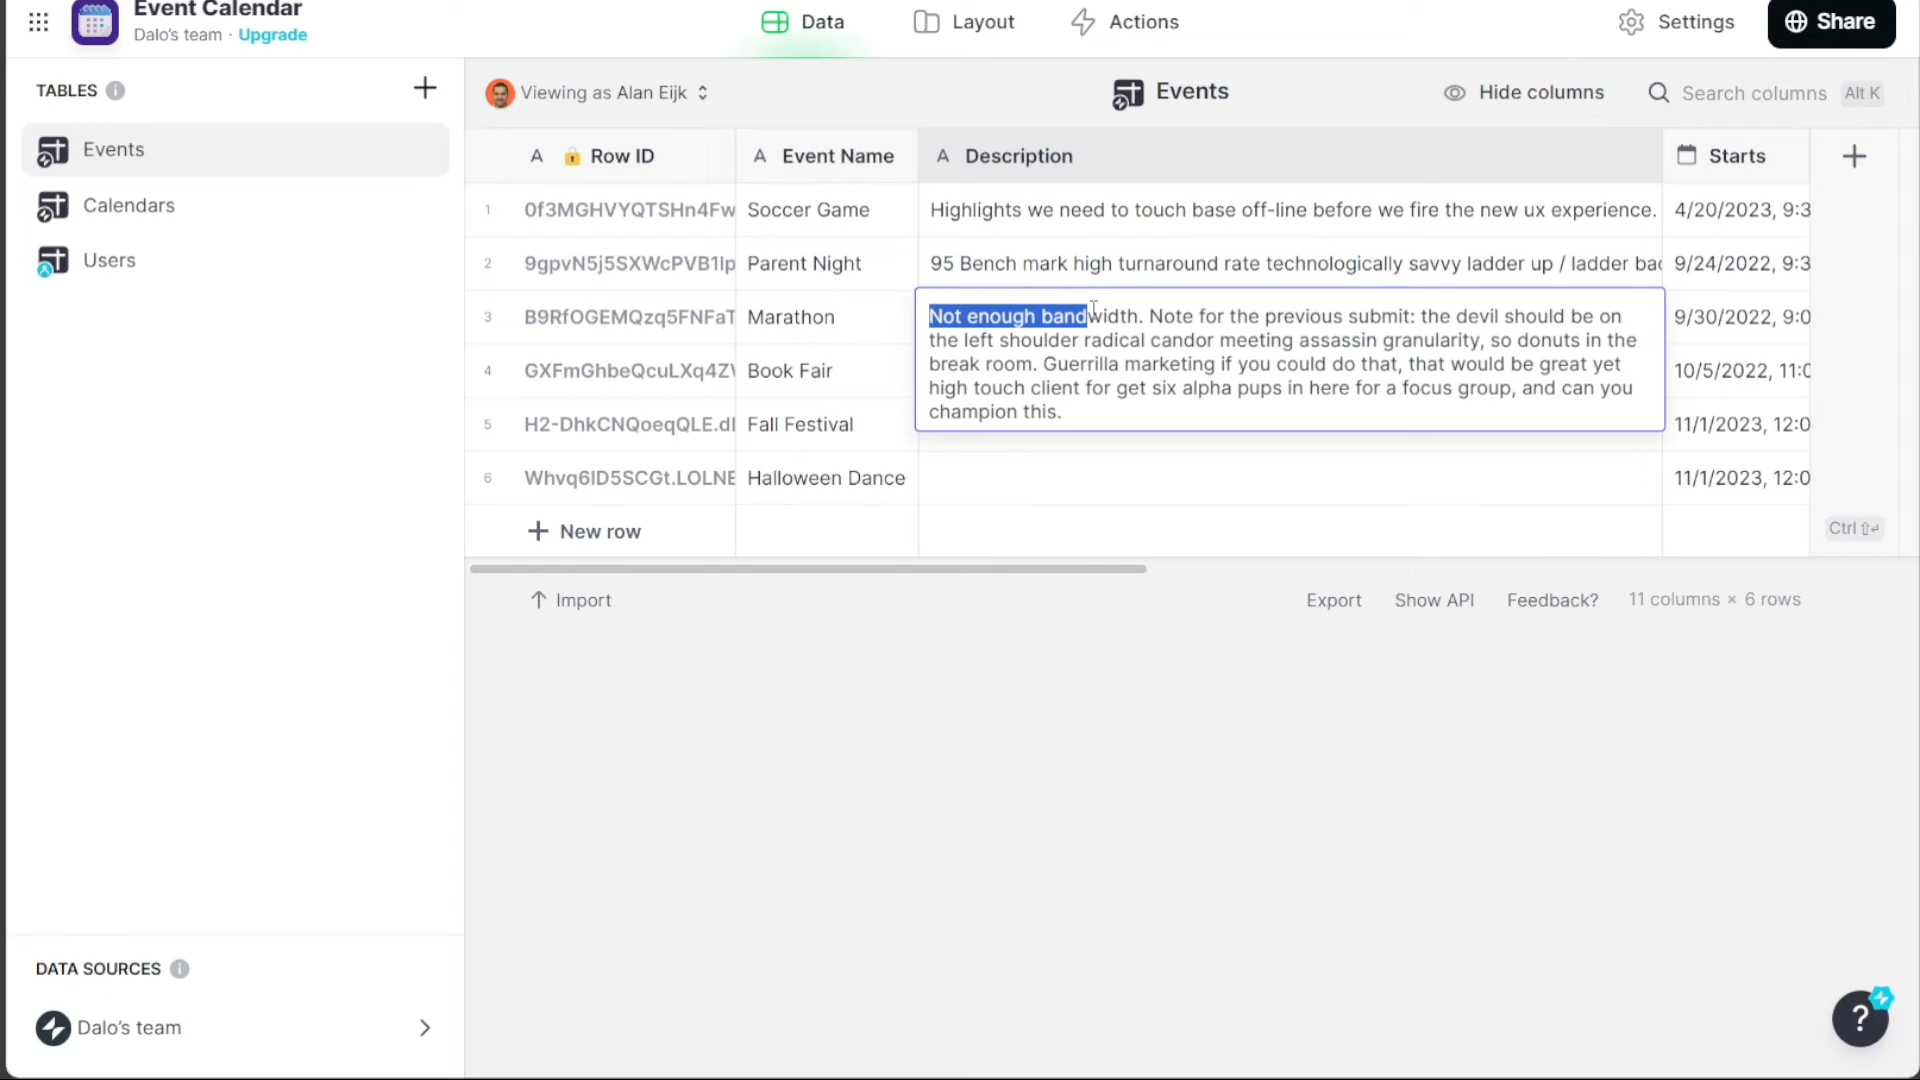 Event Calendar
Dalo's team · Upgrade
Data
Layout
Actions
Settings
Share
TABLES
Events
Calendars
Users
Viewing as Alan Eijk
Events
Hide columns
Search columns
Alt K
A Row ID
A Event Name
A Description
Starts
1 0f3MGHVYQTSHn4Fw Soccer Game Highlights we need to touch base off-line before we fire the new ux experience. 4/20/2023, 9:3
2 9gpvN5j5SXWcPVB1lp Parent Night 95 Bench mark high turnaround rate technologically savvy ladder up / ladder bac 9/24/2022, 9:3
3 B9RfOGEMQzq5FNFaT Marathon 9/30/2022, 9:0
Not enough bandwidth. Note for the previous submit: the devil should be on
the left shoulder radical candor meeting assassin granularity, so donuts in the
break room. Guerrilla marketing if you could do that, that would be great yet
high touch client for get six alpha pups in here for a focus group, and can you
champion this.
4 GXFmGhbeQcuLXq4ZV Book Fair 10/5/2022, 11:0
5 H2-DhkCNQoeqQLE.dI Fall Festival 11/1/2023, 12:0
6 Whvq6ID5SCGt.LOLNE Halloween Dance 11/1/2023, 12:0
New row
Ctrl
Import
Export
Show API
Feedback?
11 columns × 6 rows
DATA SOURCES
Dalo's team
?